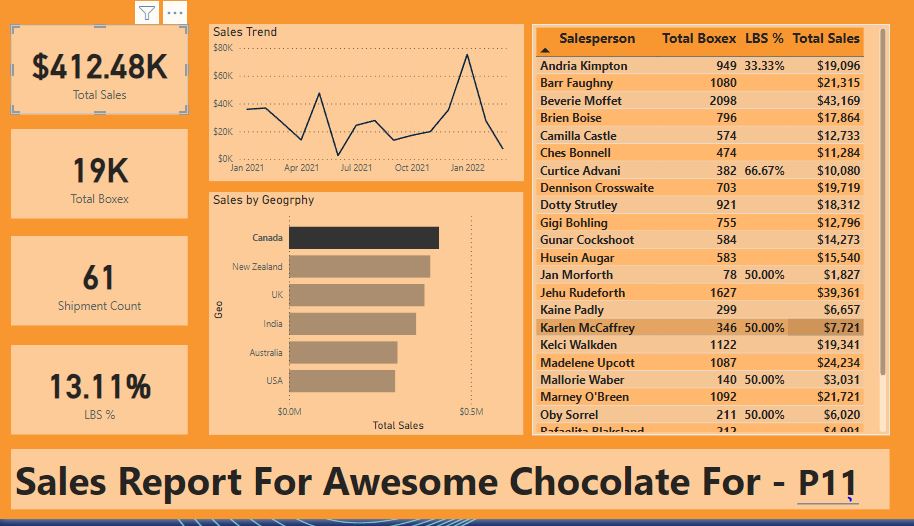 $412.48K
Total Sales
19K
Total Boxex
61
Shipment Count
13.11%
LBS %
Sales Trend
$80K
$60K
$40K
$20K
$0K
Jan 2021 Apr 2021 Jul 2021 Oct 2021 Jan 2022
Sales by Geogrphy
Geo
Canada
New Zealand
UK
India
Australia
USA
$0.0M $0.5M
Total Sales
Salesperson Total Boxex LBS % Total Sales
Andria Kimpton 949 33.33% $19,096
Barr Faughny 1080 $21,315
Beverie Moffet 2098 $43,169
Brien Boise 796 $17,864
Camilla Castle 574 $12,733
Ches Bonnell 474 $11,284
Curtice Advani 382 66.67% $10,080
Dennison Crosswaite 703 $19,719
Dotty Strutley 921 $18,312
Gigi Bohling 755 $12,796
Gunar Cockshoot 584 $14,273
Husein Augar 583 $15,540
Jan Morforth 78 50.00% $1,827
Jehu Rudeforth 1627 $39,361
Kaine Padly 299 $6,657
Karlen McCaffrey 346 50.00% $7,721
Kelci Walkden 1122 $19,341
Madelene Upcott 1087 $24,234
Mallorie Waber 140 50.00% $3,031
Marney O'Breen 1092 $21,721
Oby Sorrel 211 50.00% $6,020
Rafaelita Blaksland 212 $4,991
Sales Report For Awesome Chocolate For - P11